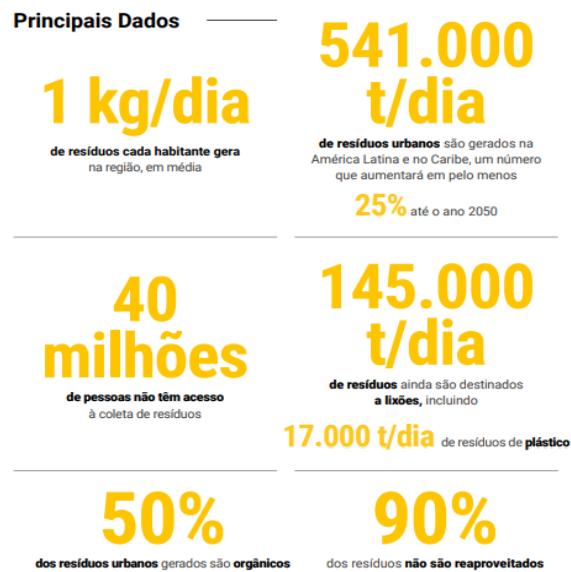 Principais Dados
1 kg/dia
de resíduos cada habitante gera
na região, em média
541.000
t/dia
de resíduos urbanos são gerados na
América Latina e no Caribe, um número
que aumentará em pelo menos
25% até o ano 2050
40
milhões
de pessoas não têm acesso
à coleta de resíduos
145.000
t/dia
de resíduos ainda são destinados
a lixões, incluindo
17.000 t/dia de resíduos de plástico
50%
dos resíduos urbanos gerados são orgânicos
90%
dos resíduos não são reaproveitados